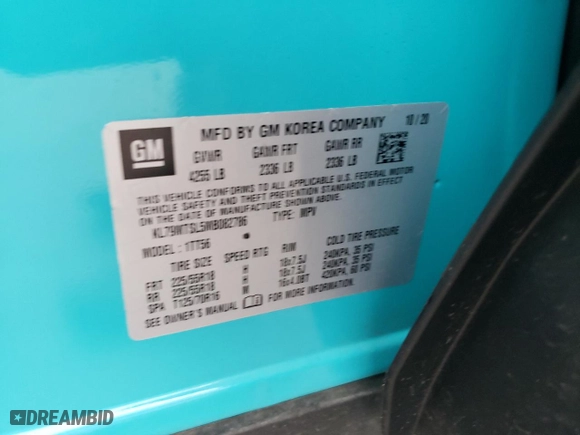 GM
MFD BY GM KOREA COMPANY 10 / 20
GVWR GAWR FRT GAWR RR
4255 LB 2336 LB 2336 LB
THIS VEHICLE CONFORMS TO ALL APPLICABLE U.S. FEDERAL MOTOR
VEHICLE SAFETY AND THEFT PREVENTION STANDARDS IN EFFECT
ON THE DATE OF MANUFACTURE SHOWN ABOVE.
* KL79MTSL5MB082786 * TYPE: MPV
MODEL: 1TT56
TIRE SIZE SPEED RTG RIM COLD TIRE PRESSURE
FRT 225/55R18 H 18x7.5J 240KPA, 35 PSI
RR 225/55R18 H 18x7.5J 240KPA, 35 PSI
SPA T125/70R16 M 16x4.0BT 420KPA, 60 PSI
SEE OWNER'S MANUAL FOR MORE INFORMATION.
DREAMBID